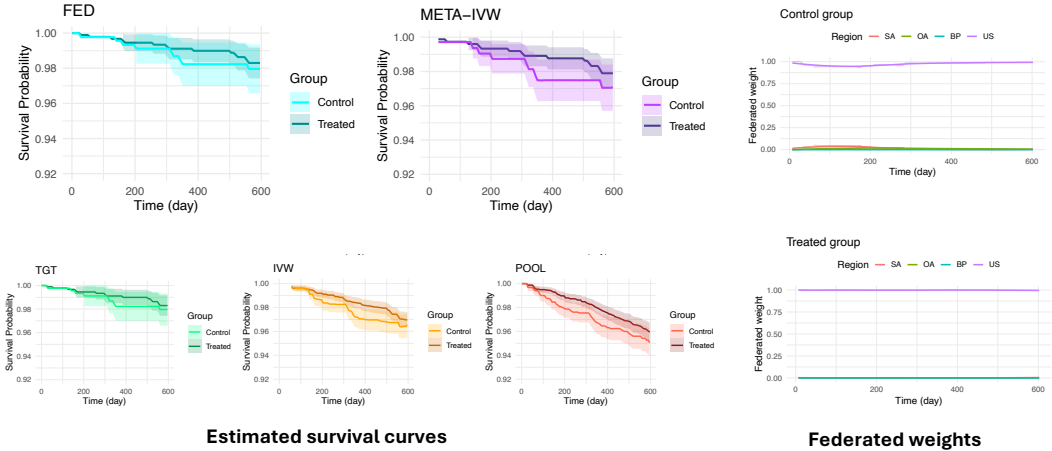 FED
Survival Probability
1.00
0.98
0.96
0.94
0.92
0 200 400 600
Time (day)
Group
Control
Treated
META−IVW
Survival Probability
1.00
0.98
0.96
0.94
0.92
0 200 400 600
Time (day)
Group
Control
Treated
Control group
Region SA OA BP US
Federated weight
1.00
0.75
0.50
0.25
0.00
0 200 400 600
Time (day)
TGT
Survival Probability
1.00
0.98
0.96
0.94
0.92
0 200 400 600
Time (day)
Group
Control
Treated
IVW
Survival Probability
1.00
0.98
0.96
0.94
0.92
0 200 400 600
Time (day)
Group
Control
Treated
POOL
Survival Probability
1.00
0.98
0.96
0.94
0.92
0 200 400 600
Time (day)
Group
Control
Treated
Treated group
Region SA OA BP US
Federated weight
1.00
0.75
0.50
0.25
0.00
0 200 400 600
Time (day)
Estimated survival curves
Federated weights